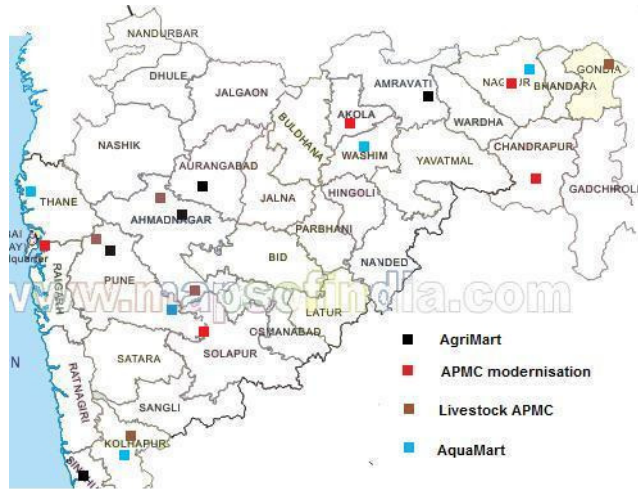 NANDURBAR
DHULE
JALGAON
AMRAVATI
NAGPUR
BHANDARA
GONDIA
AKOLA
BULDHANA
WARDHA
NASHIK
AURANGABAD
WASHIM
YAVATMAL
CHANDRAPUR
GADCHIROLI
THANE
JALNA
HINGOLI
AHMADNAGAR
PARBHANI
BID
NANDED
PUNE
RAIGARH
www.mapsofindia.com
LATUR
OSMANABAD
SOLAPUR
SATARA
RATNAGIRI
SANGLI
KOLHAPUR
N
AgriMart
APMC modernisation
Livestock APMC
AquaMart